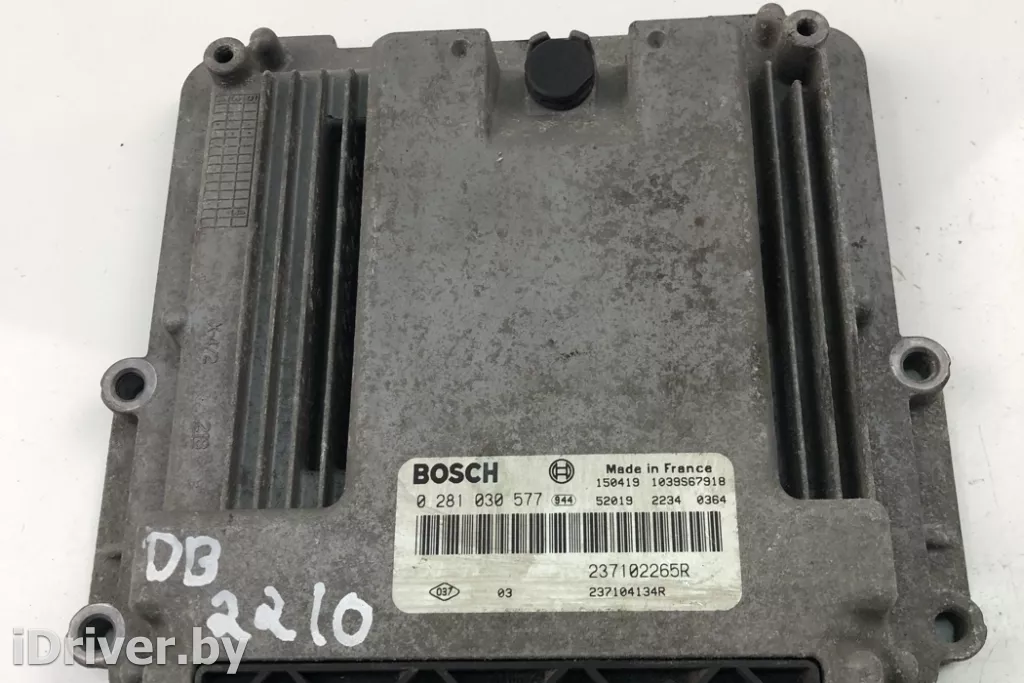 BOSCH Made in France
150419 1039S67918
0 281 030 577 944 52019 2234 0364
237102265R
037 03 237104134R
DB
2210
iDriver.by